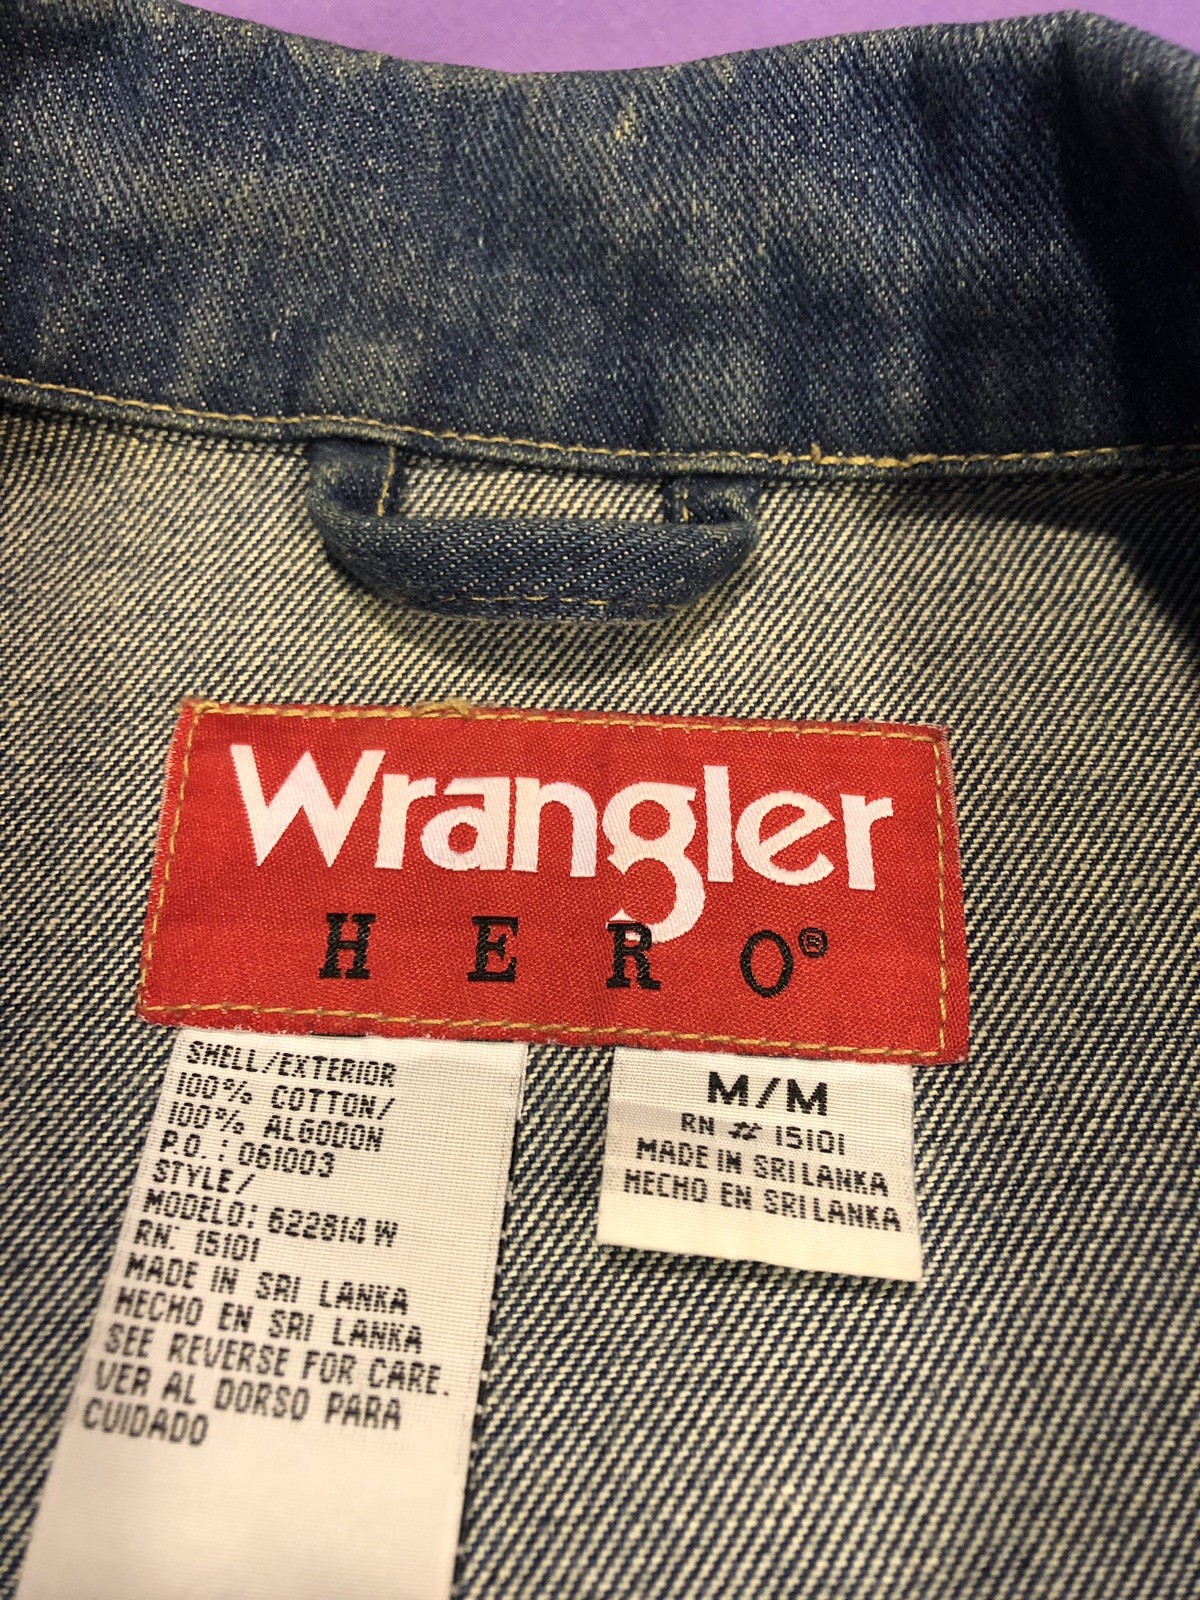 Wrangler
HERO®
SHELL/EXTERIOR
100% COTTON/
100% ALGODON
P.O.: 061003
STYLE/
MODELO: 622814W
RN: 15101
MADE IN SRI LANKA
HECHO EN SRI LANKA
SEE REVERSE FOR CARE.
VER AL DORSO PARA
CUIDADO
M/M
RN # 15101
MADE IN SRI LANKA
HECHO EN SRI LANKA